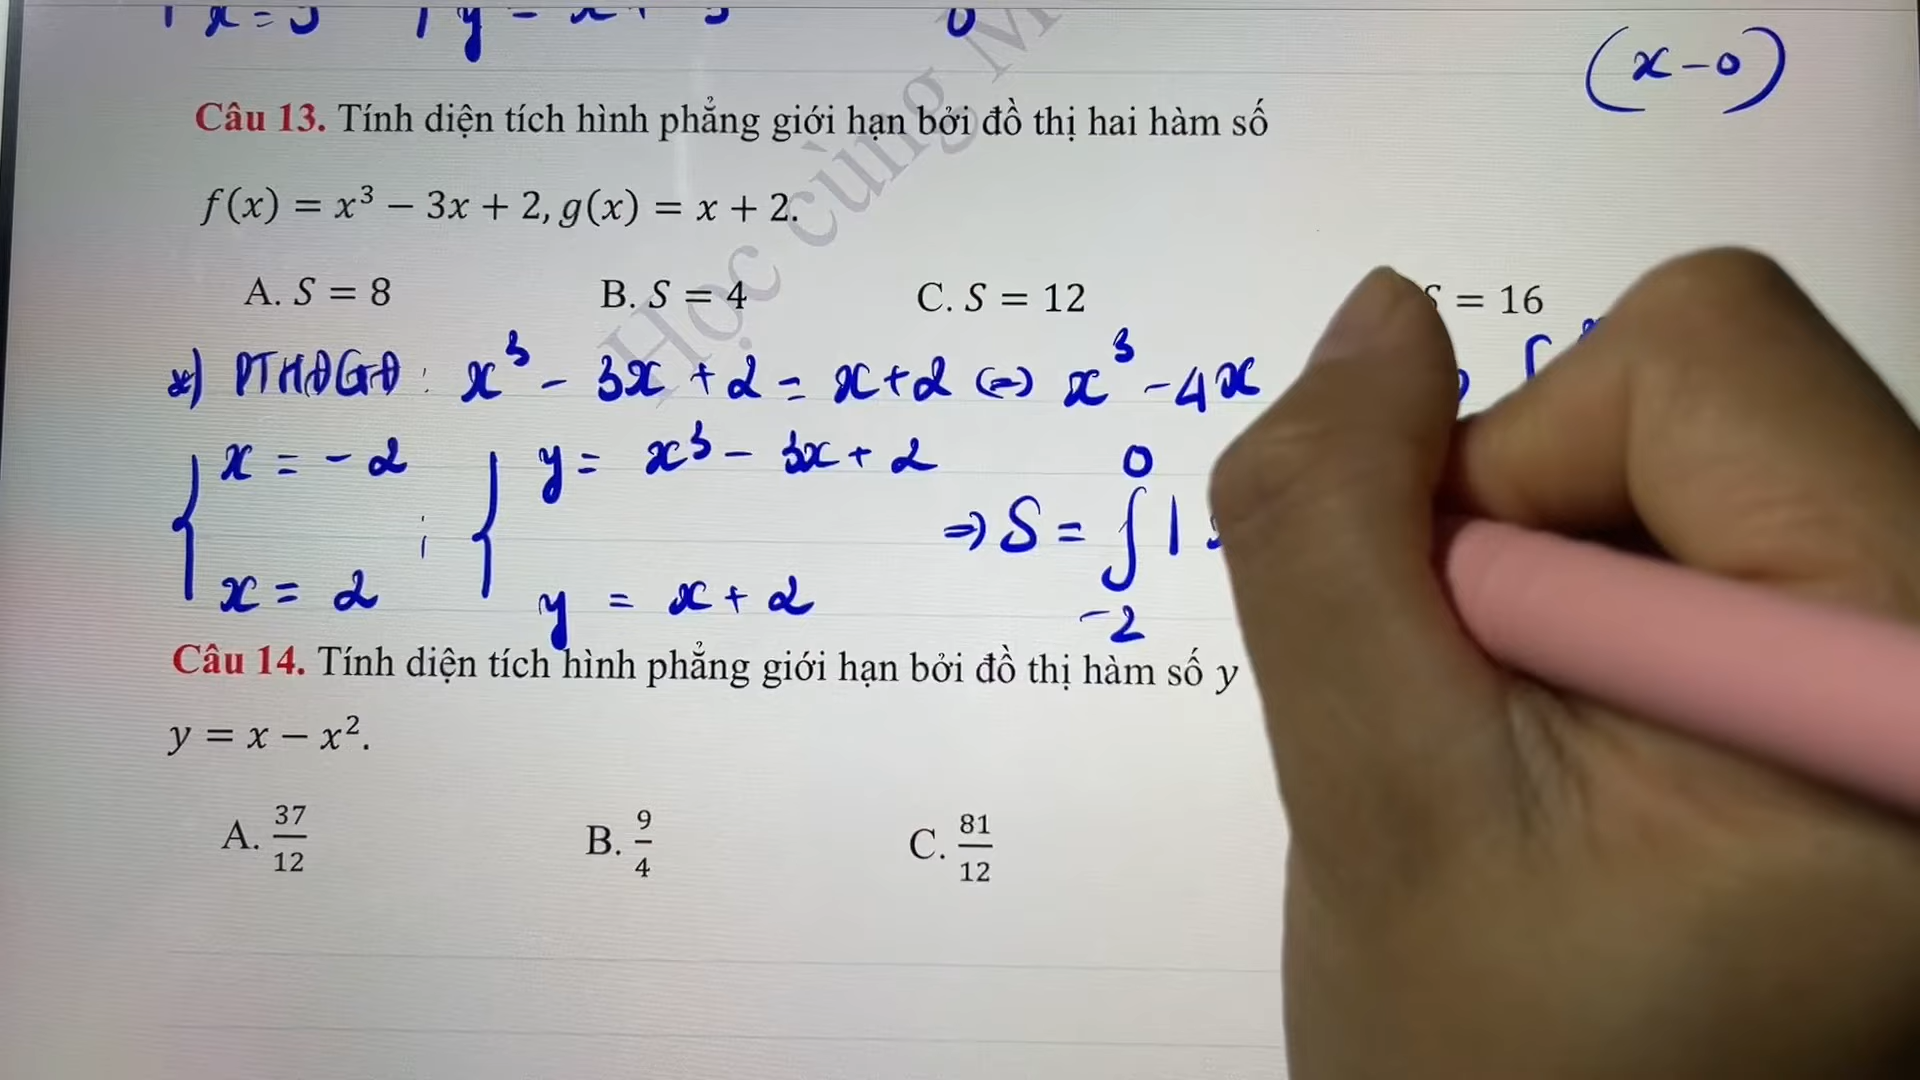 (x-0)
Câu 13. Tính diện tích hình phẳng giới hạn bởi đồ thị hai hàm số
f(x) = x³ − 3x + 2, g(x) = x + 2.
A. S = 8 B. S = 4 C. S = 12 S = 16
*) PTHĐGĐ: x³ - 3x + 2 = x + 2 (=) x³ - 4x
{ x = -2 ; { y = x³ - 3x + 2
x = 2 y = x + 2
=) S = ∫ 0 -2 |
Câu 14. Tính diện tích hình phẳng giới hạn bởi đồ thị hàm số y
y = x − x².
A. 37/12 B. 9/4 C. 81/12
Học cùng